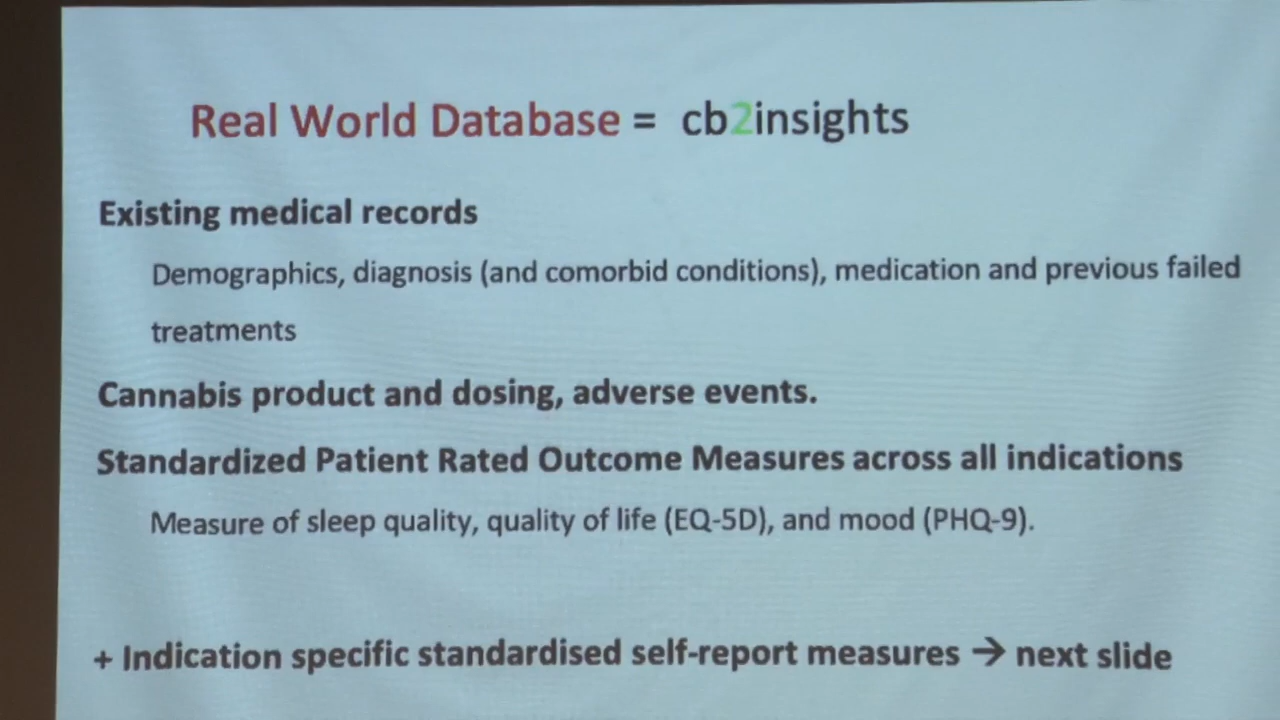 Real World Database = cb2insights
Existing medical records
Demographics, diagnosis (and comorbid conditions), medication and previous failed
treatments
Cannabis product and dosing, adverse events.
Standardized Patient Rated Outcome Measures across all indications
Measure of sleep quality, quality of life (EQ-5D), and mood (PHQ-9).
+ Indication specific standardised self-report measures → next slide